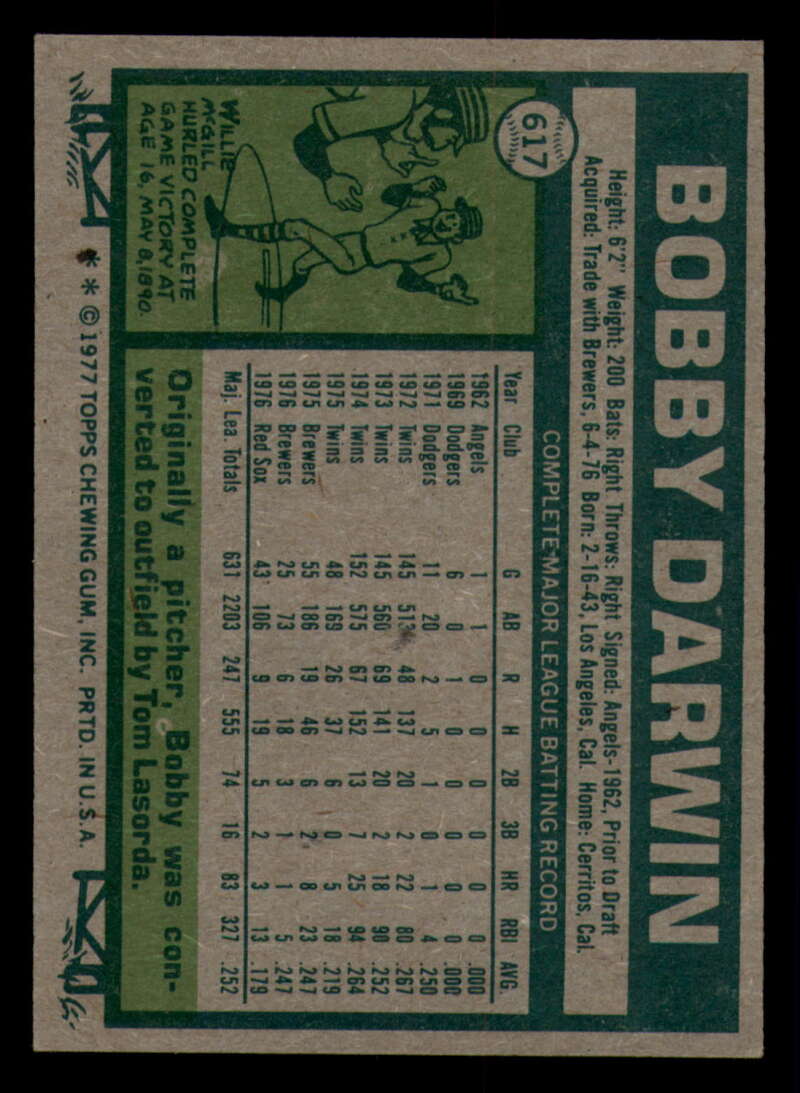 BOBBY DARWIN
617
Height: 6'2" Weight: 200 Bats: Right Throws: Right Signed: Angels-1962, Prior to Draft
Acquired: Trade with Brewers, 6-4-76 Born: 2-16-43, Los Angeles, Cal. Home: Cerritos, Cal.
COMPLETE MAJOR LEAGUE BATTING RECORD
Year Club G AB R H 2B 3B HR RBI AVG.
1962 Angels 1 1 0 0 0 0 0 0 .000
1969 Dodgers 6 0 1 0 0 0 0 0 .000
1971 Dodgers 11 20 2 5 1 0 1 4 .250
1972 Twins 145 513 48 137 20 2 22 80 .267
1973 Twins 145 560 69 141 20 2 18 90 .252
1974 Twins 152 575 67 152 13 7 25 94 .264
1975 Twins 48 169 26 37 6 0 5 18 .219
1975 Brewers 55 186 19 46 6 2 8 23 .247
1976 Brewers 25 73 6 18 3 1 1 5 .247
1976 Red Sox 43 106 9 19 5 2 3 13 .179
Maj. Lea. Totals 631 2203 247 555 74 16 83 327 .252
WILLIE
MCGILL
HURLED COMPLETE
GAME VICTORY AT
AGE 16, MAY 8, 1890.
Originally a pitcher, Bobby was con-
verted to outfield by Tom Lasorda.
* * © 1977 TOPPS CHEWING GUM, INC. PRTD. IN U.S.A.